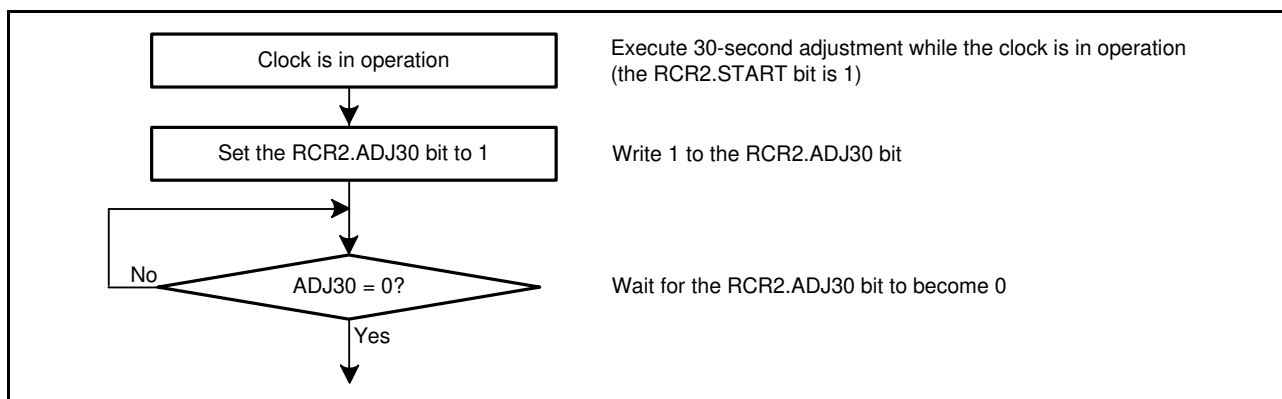 Clock is in operation
Execute 30-second adjustment while the clock is in operation
(the RCR2.START bit is 1)
Set the RCR2.ADJ30 bit to 1
Write 1 to the RCR2.ADJ30 bit
No
ADJ30 = 0?
Wait for the RCR2.ADJ30 bit to become 0
Yes